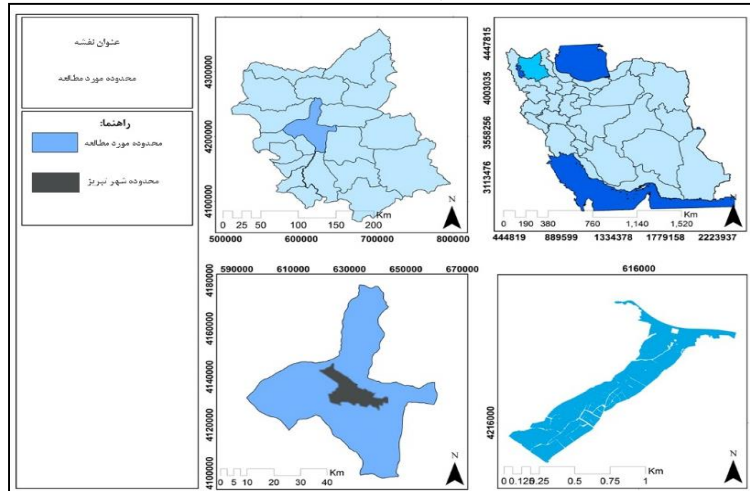 عنوان نقشه
محدوده مورد مطالعه
راهنما:
محدوده مورد مطالعه
محدوده شهر تبریز
4300000
4200000
4100000
0 25 50 100 150 200
Km
N
500000 600000 700000 800000
4447815
4003035
3558256
3113476
N
Km
0 190 380 760 1,140 1,520
444819 889599 1334378 1779158 2223937
590000 610000 630000 650000 670000
4180000
4160000
4140000
4120000
4100000
N
Km
0 5 10 20 30 40
616000
4216000
N
Km
0 0.1250.25 0.5 0.75 1